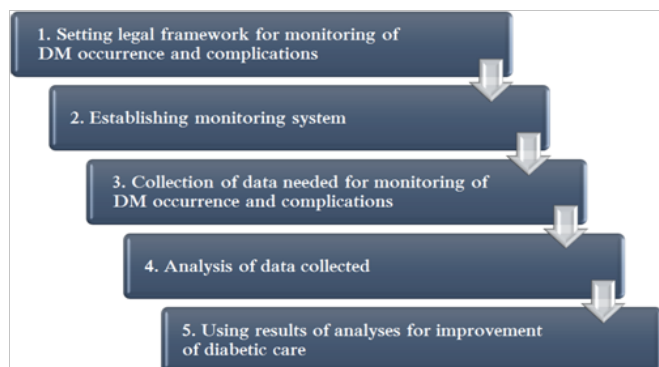 1. Setting legal framework for monitoring of
DM occurrence and complications
2. Establishing monitoring system
3. Collection of data needed for monitoring of
DM occurrence and complications
4. Analysis of data collected
5. Using results of analyses for improvement
of diabetic care